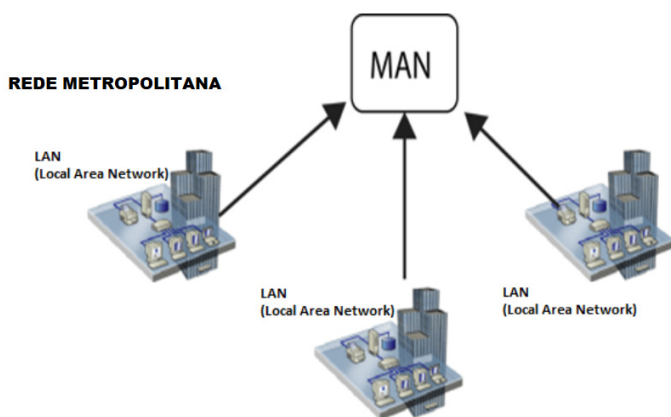 MAN
REDE METROPOLITANA
LAN
(Local Area Network)
LAN
(Local Area Network)
LAN
(Local Area Network)